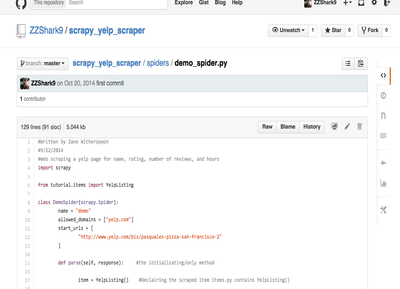 This repository Search Explore Gist Blog Help ZZShark9
ZZShark9 / scrapy_yelp_scraper Unwatch 1 Star 0 Fork 0
branch: master scrapy_yelp_scraper / spiders / demo_spider.py
ZZShark9 on Oct 20, 2014 first commit
1 contributor
129 lines (91 sloc) 5.044 kb Raw Blame History
1 #Written by Zane Witherspoon
2 #9/22/2014
3 #Web scraping a yelp page for name, rating, number of reviews, and hours
4 import scrapy
5
6 from tutorial.items import YelpListing
7
8 class DemoSpider(scrapy.Spider):
9 name = "demo"
10 allowed_domains = ["yelp.com"]
11 start_urls = [
12 "http://www.yelp.com/biz/pasquales-pizza-san-francisco-2"
13 ]
14
15 def parse(self, response): #the initializating/only method
16
17 item = YelpListing() #Declairing the scraped item items.py contains YelpListing()